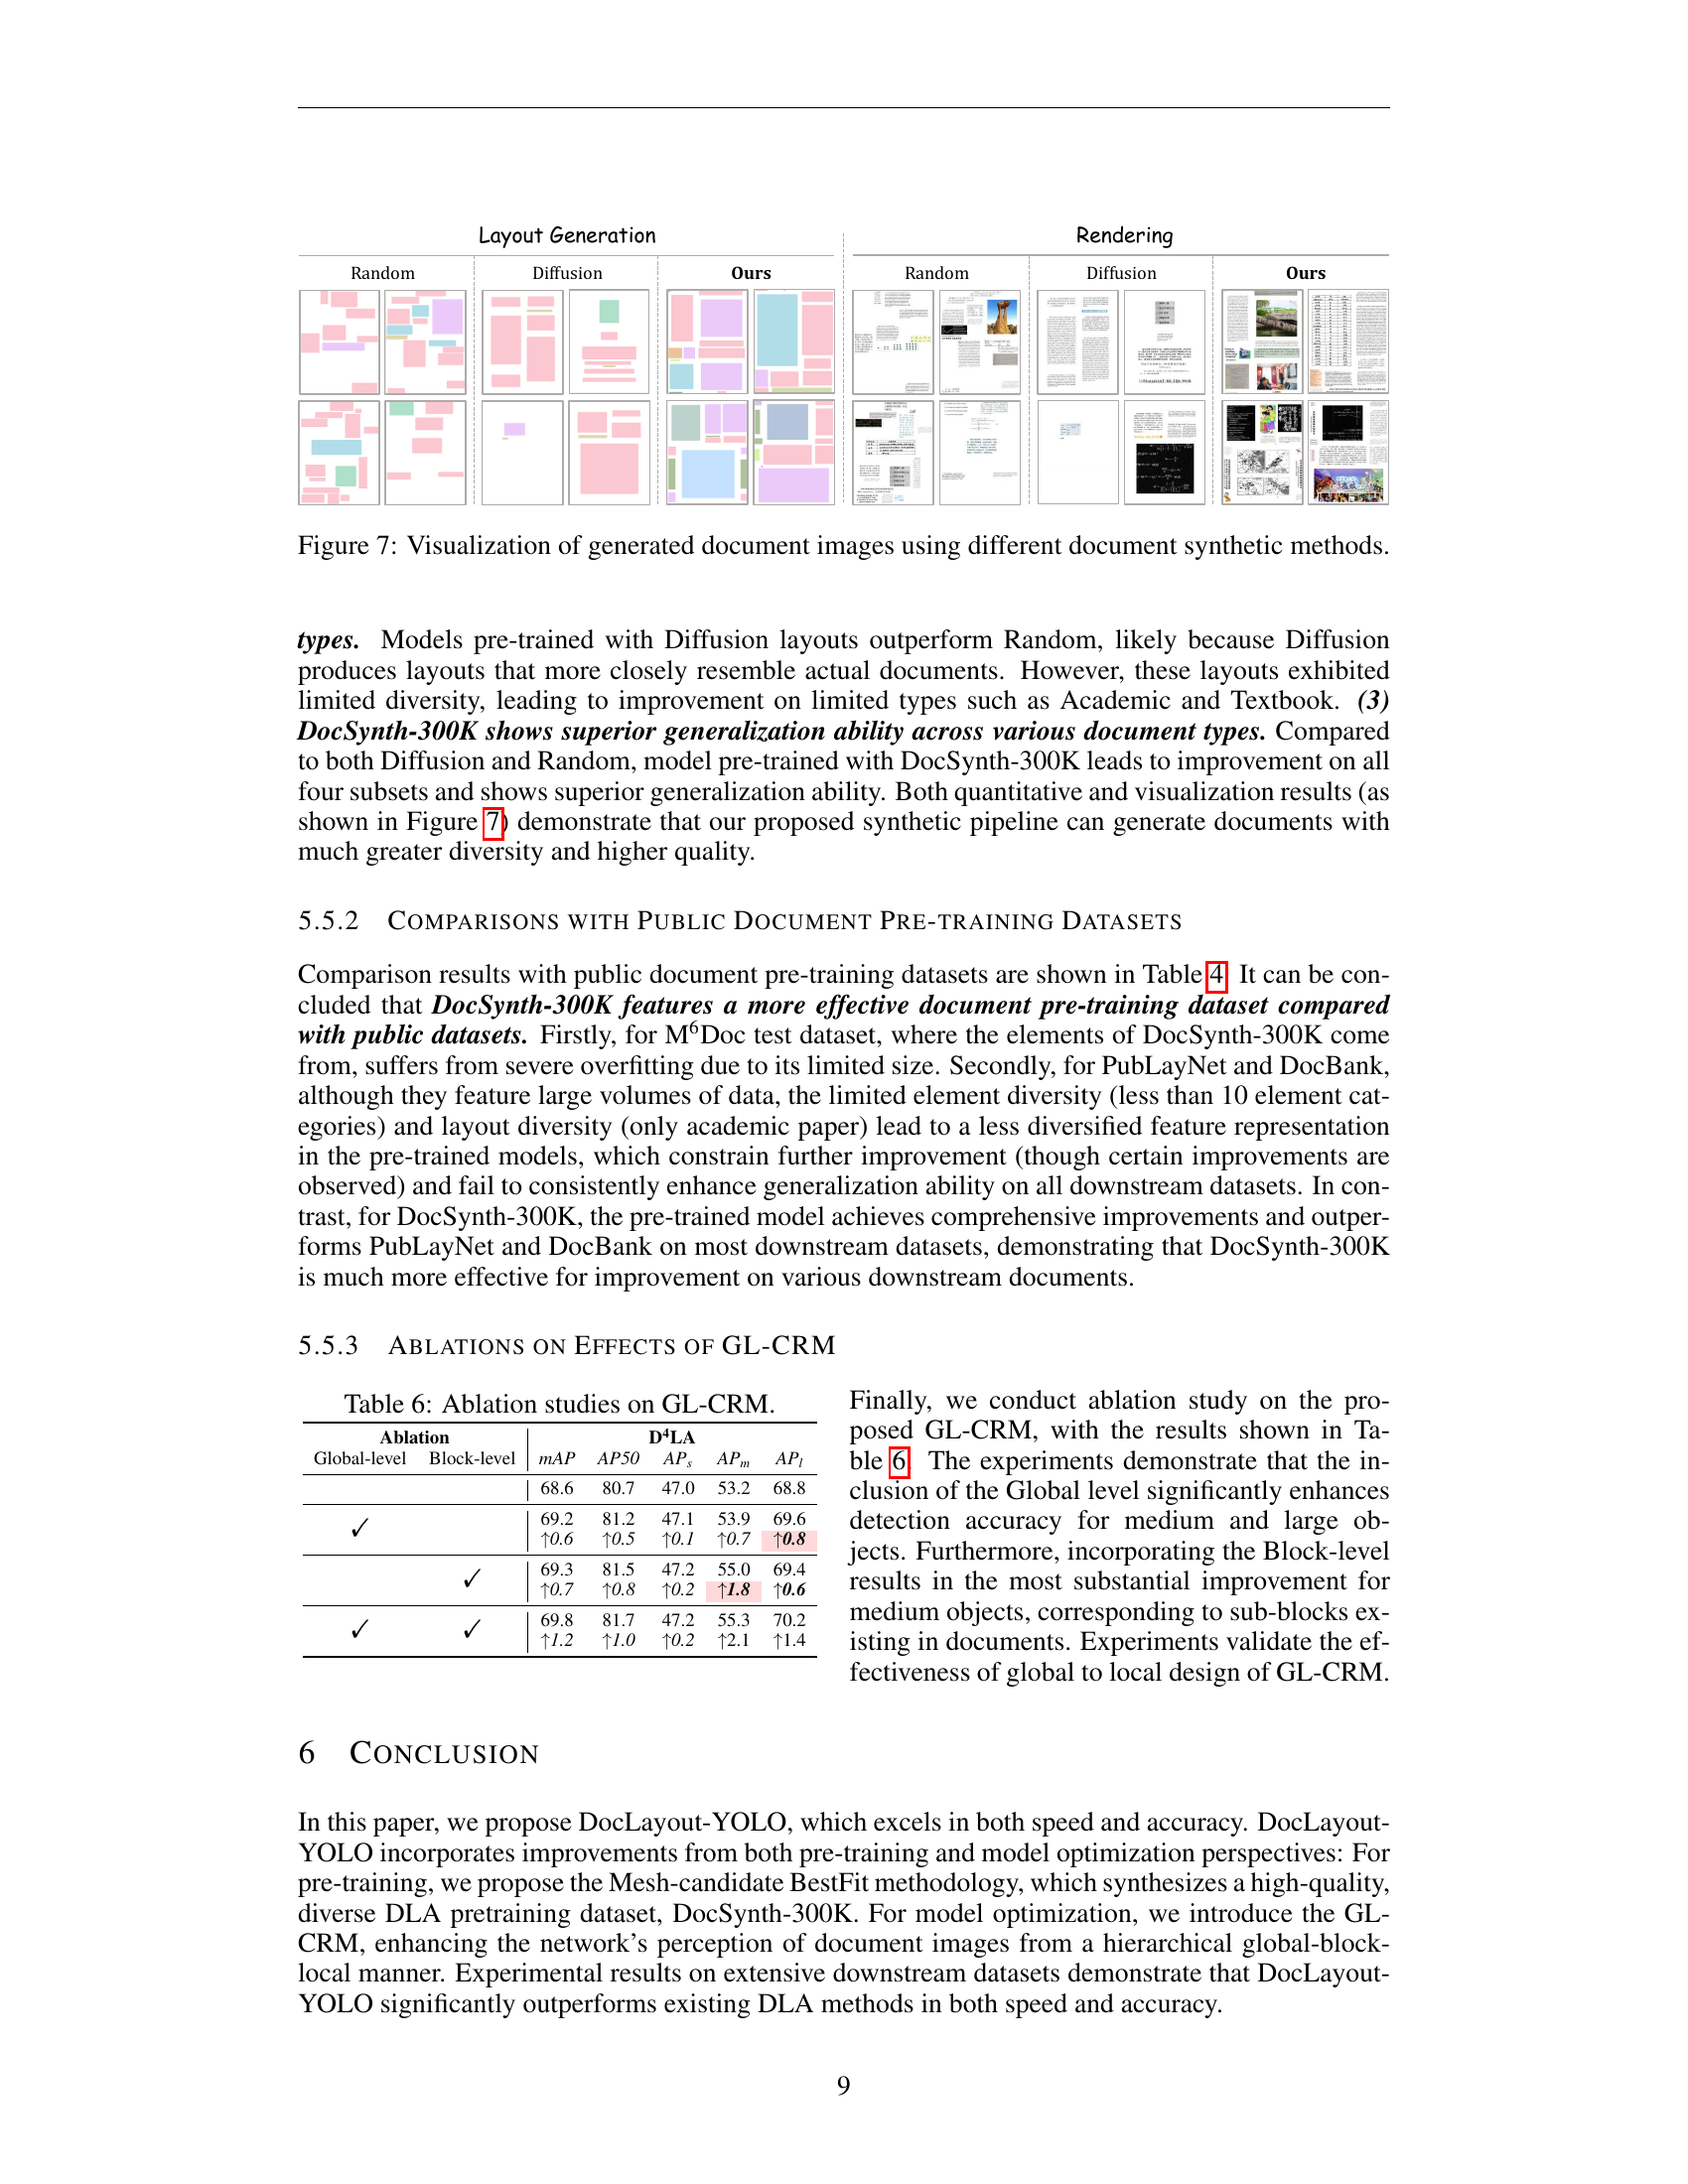 Layout Generation
Rendering
Random
Diffusion
Ours
Random
Diffusion
Ours
Figure 7: Visualization of generated document images using different document synthetic methods.
types. Models pre-trained with Diffusion layouts outperform Random, likely because Diffusion
produces layouts that more closely resemble actual documents. However, these layouts exhibited
limited diversity, leading to improvement on limited types such as Academic and Textbook. (3)
DocSynth-300K shows superior generalization ability across various document types. Compared
to both Diffusion and Random, model pre-trained with DocSynth-300K leads to improvement on all
four subsets and shows superior generalization ability. Both quantitative and visualization results (as
shown in Figure 7) demonstrate that our proposed synthetic pipeline can generate documents with
much greater diversity and higher quality.
5.5.2 COMPARISONS WITH PUBLIC DOCUMENT PRE-TRAINING DATASETS
Comparison results with public document pre-training datasets are shown in Table 4. It can be con-
cluded that DocSynth-300K features a more effective document pre-training dataset compared
with public datasets. Firstly, for M⁶Doc test dataset, where the elements of DocSynth-300K come
from, suffers from severe overfitting due to its limited size. Secondly, for PubLayNet and DocBank,
although they feature large volumes of data, the limited element diversity (less than 10 element cat-
egories) and layout diversity (only academic paper) lead to a less diversified feature representation
in the pre-trained models, which constrain further improvement (though certain improvements are
observed) and fail to consistently enhance generalization ability on all downstream datasets. In con-
trast, for DocSynth-300K, the pre-trained model achieves comprehensive improvements and outper-
forms PubLayNet and DocBank on most downstream datasets, demonstrating that DocSynth-300K
is much more effective for improvement on various downstream documents.
5.5.3 ABLATIONS ON EFFECTS OF GL-CRM
Table 6: Ablation studies on GL-CRM.
Ablation D⁴LA
Global-level Block-level mAP AP50 APₛ APₘ APₗ
68.6 80.7 47.0 53.2 68.8
✓ 69.2 81.2 47.1 53.9 69.6
↑0.6 ↑0.5 ↑0.1 ↑0.7 ↑0.8
✓ 69.3 81.5 47.2 55.0 69.4
↑0.7 ↑0.8 ↑0.2 ↑1.8 ↑0.6
✓ ✓ 69.8 81.7 47.2 55.3 70.2
↑1.2 ↑1.0 ↑0.2 ↑2.1 ↑1.4
Finally, we conduct ablation study on the pro-
posed GL-CRM, with the results shown in Ta-
ble 6. The experiments demonstrate that the in-
clusion of the Global level significantly enhances
detection accuracy for medium and large ob-
jects. Furthermore, incorporating the Block-level
results in the most substantial improvement for
medium objects, corresponding to sub-blocks ex-
isting in documents. Experiments validate the ef-
fectiveness of global to local design of GL-CRM.
6 CONCLUSION
In this paper, we propose DocLayout-YOLO, which excels in both speed and accuracy. DocLayout-
YOLO incorporates improvements from both pre-training and model optimization perspectives: For
pre-training, we propose the Mesh-candidate BestFit methodology, which synthesizes a high-quality,
diverse DLA pretraining dataset, DocSynth-300K. For model optimization, we introduce the GL-
CRM, enhancing the network's perception of document images from a hierarchical global-block-
local manner. Experimental results on extensive downstream datasets demonstrate that DocLayout-
YOLO significantly outperforms existing DLA methods in both speed and accuracy.
9